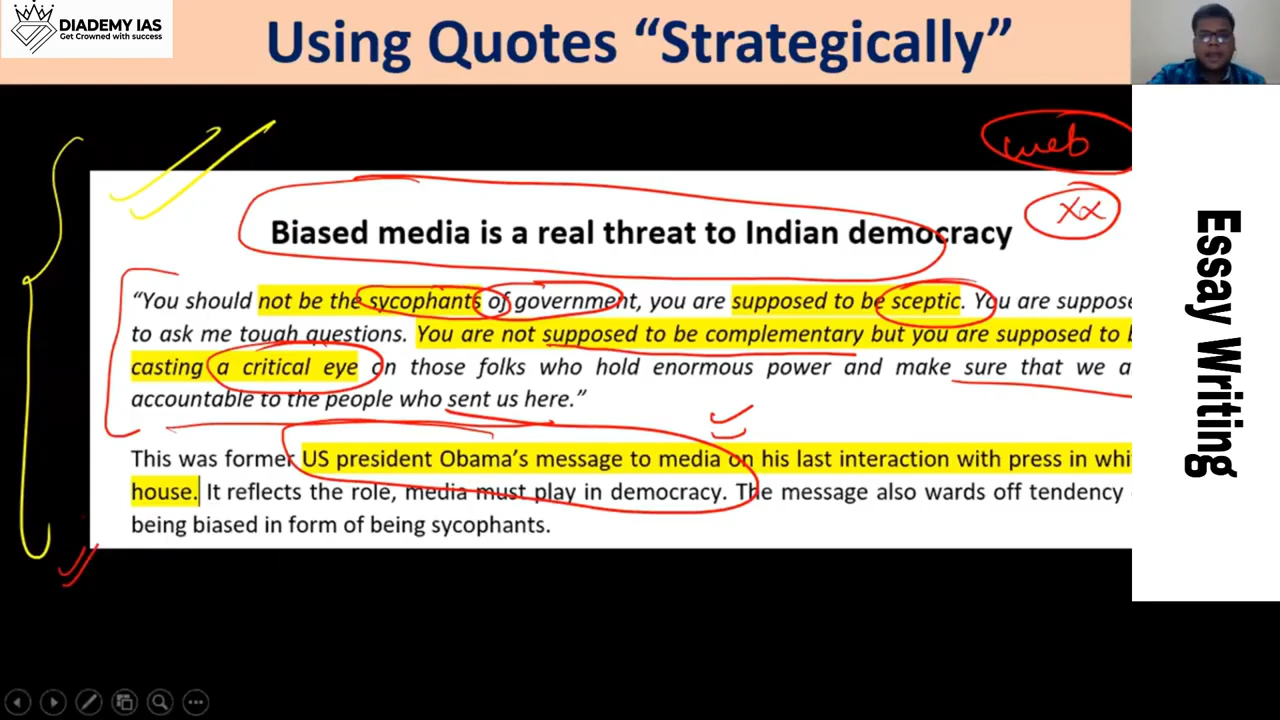 DIADEMY IAS
Get Crowned with success
Using Quotes “Strategically”
web
xx
Biased media is a real threat to Indian democracy
“You should not be the sycophants of government, you are supposed to be sceptic. You are suppose
to ask me tough questions. You are not supposed to be complementary but you are supposed to b
casting a critical eye on those folks who hold enormous power and make sure that we a
accountable to the people who sent us here.”
This was former US president Obama’s message to media on his last interaction with press in whi
house. It reflects the role, media must play in democracy. The message also wards off tendency
being biased in form of being sycophants.
Essay Writing